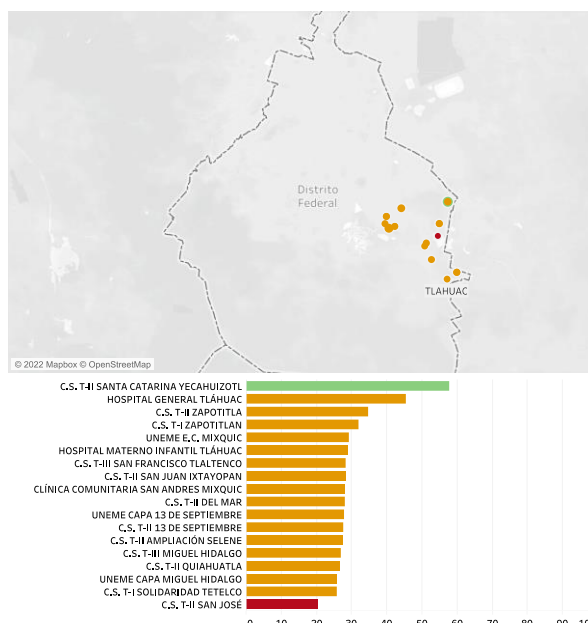 Distrito
Federal
TLAHUAC
© 2022 Mapbox © OpenStreetMap
C.S. T-II SANTA CATARINA YECAHUIZOTL
HOSPITAL GENERAL TLÁHUAC
C.S. T-II ZAPOTITLA
C.S. T-I ZAPOTITLAN
UNEME E.C. MIXQUIC
HOSPITAL MATERNO INFANTIL TLÁHUAC
C.S. T-III SAN FRANCISCO TLALTENCO
C.S. T-II SAN JUAN IXTAYOPAN
CLÍNICA COMUNITARIA SAN ANDRES MIXQUIC
C.S. T-II DEL MAR
UNEME CAPA 13 DE SEPTIEMBRE
C.S. T-II 13 DE SEPTIEMBRE
C.S. T-II AMPLIACIÓN SELENE
C.S. T-III MIGUEL HIDALGO
C.S. T-II QUIAHUATLA
UNEME CAPA MIGUEL HIDALGO
C.S. T-I SOLIDARIDAD TETELCO
C.S. T-II SAN JOSÉ
0 10 20 30 40 50 60 70 80 90